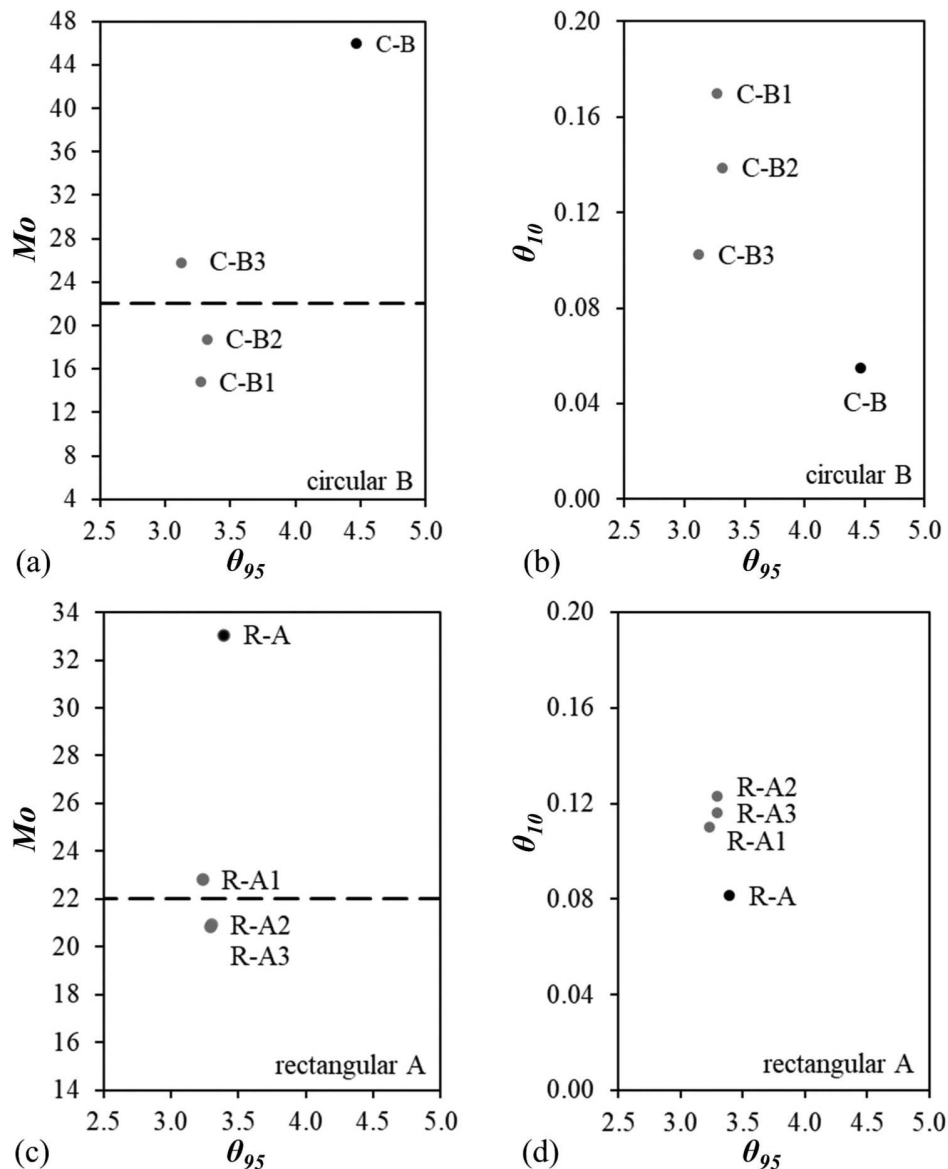 48
44
40
36
32
28
24
20
16
12
8
4
Mo
C-B
C-B3
C-B2
C-B1
circular B
2.5 3.0 3.5 4.0 4.5 5.0
(a)
θ95
0.20
0.16
0.12
0.08
0.04
0.00
θ10
C-B1
C-B2
C-B3
C-B
circular B
2.5 3.0 3.5 4.0 4.5 5.0
(b)
θ95
34
32
30
28
26
24
22
20
18
16
14
Mo
R-A
R-A1
R-A2
R-A3
rectangular A
2.5 3.0 3.5 4.0 4.5 5.0
(c)
θ95
0.20
0.16
0.12
0.08
0.04
0.00
θ10
R-A2
R-A3
R-A1
R-A
rectangular A
2.5 3.0 3.5 4.0 4.5 5.0
(d)
θ95